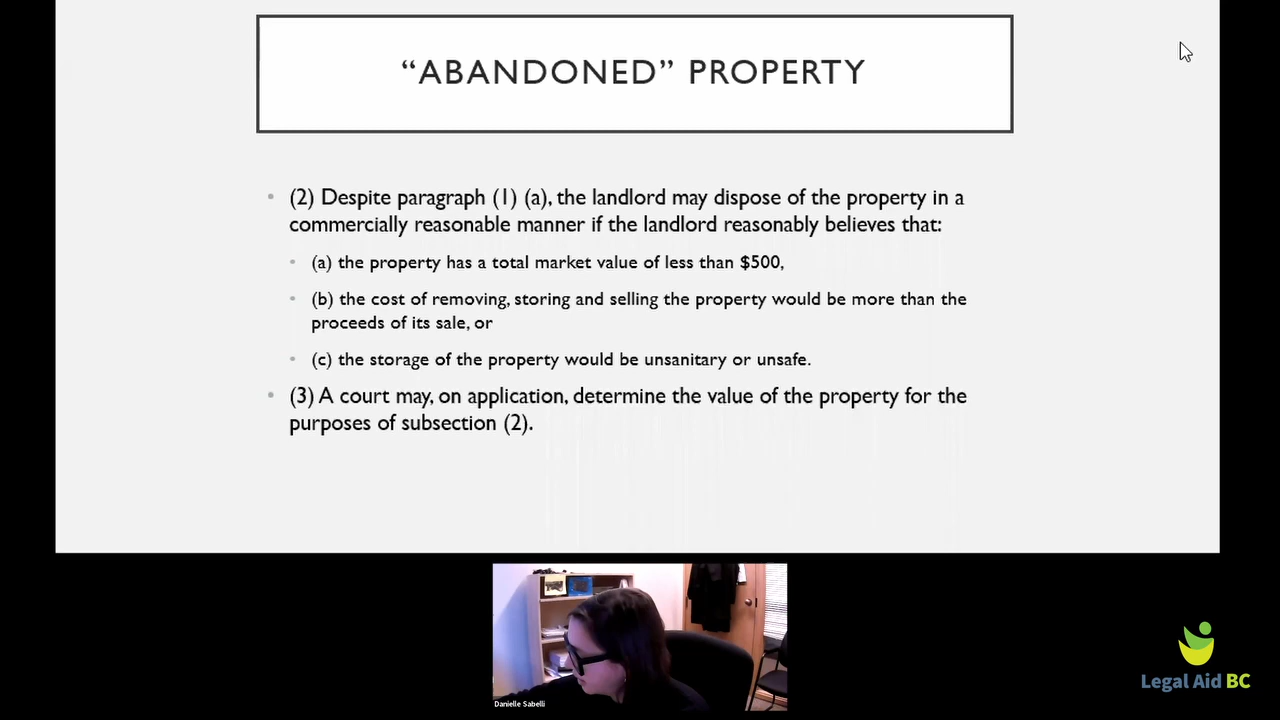 “ABANDONED” PROPERTY
(2) Despite paragraph (1) (a), the landlord may dispose of the property in a
commercially reasonable manner if the landlord reasonably believes that:
(a) the property has a total market value of less than $500,
(b) the cost of removing, storing and selling the property would be more than the
proceeds of its sale, or
(c) the storage of the property would be unsanitary or unsafe.
(3) A court may, on application, determine the value of the property for the
purposes of subsection (2).
Danielle Sabelli
Legal Aid BC